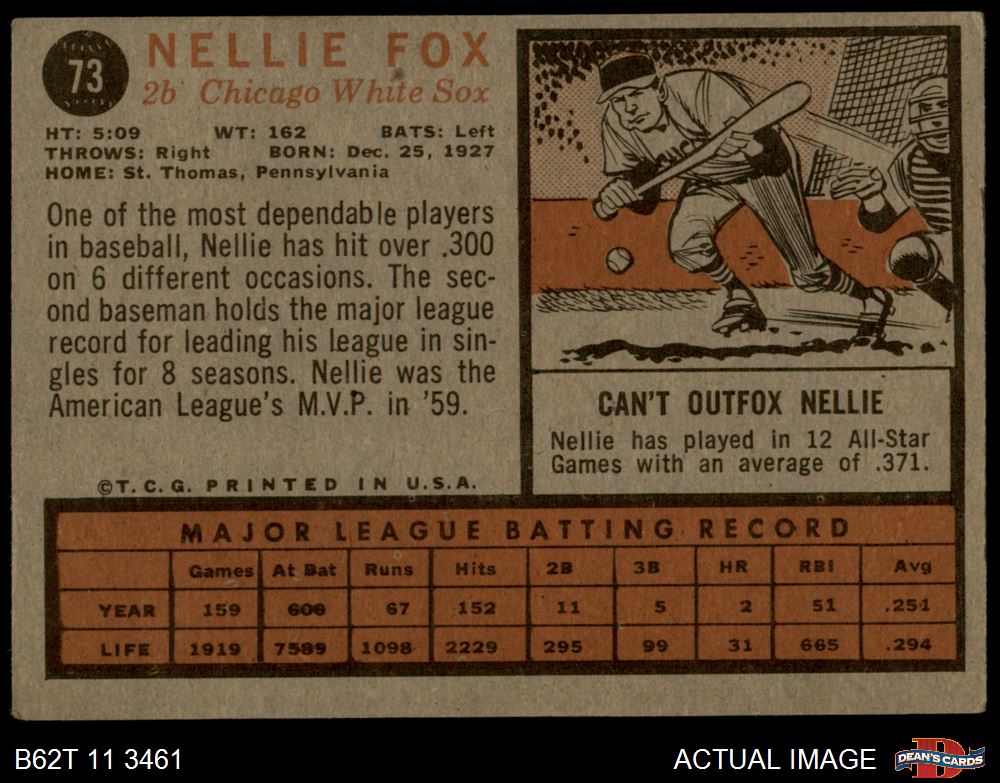 73
NELLIE FOX
2b Chicago White Sox
HT: 5:09 WT: 162 BATS: Left
THROWS: Right BORN: Dec. 25, 1927
HOME: St. Thomas, Pennsylvania
One of the most dependable players
in baseball, Nellie has hit over .300
on 6 different occasions. The sec-
ond baseman holds the major league
record for leading his league in sin-
gles for 8 seasons. Nellie was the
American League's M.V.P. in '59.
©T.C.G. PRINTED IN U.S.A.
CAN'T OUTFOX NELLIE
Nellie has played in 12 All-Star
Games with an average of .371.
MAJOR LEAGUE BATTING RECORD
Games At Bat Runs Hits 2B 3B HR RBI Avg
YEAR 159 606 67 152 11 5 2 51 .251
LIFE 1919 7589 1098 2229 295 99 31 665 .294
B62T 11 3461
ACTUAL IMAGE
D
DEAN'S CARDS